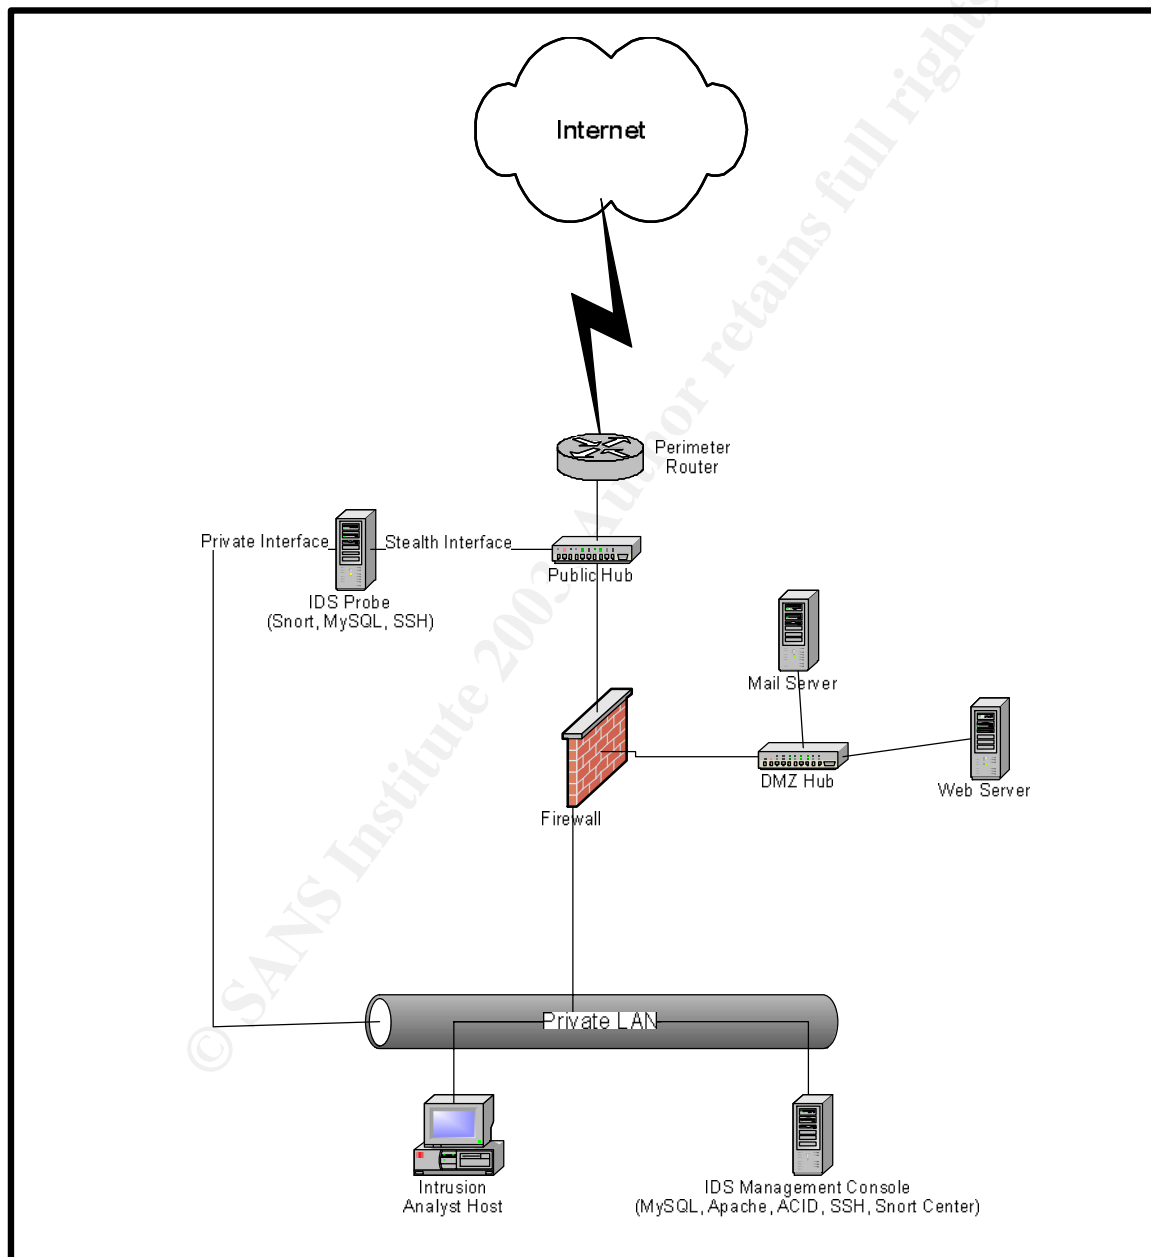 Internet
Perimeter
Router
Private Interface
Stealth Interface
Public Hub
IDS Probe
(Snort, MySQL, SSH)
Mail Server
DMZ Hub
Web Server
Firewall
Private LAN
Intrusion
Analyst Host
IDS Management Console
(MySQL, Apache, ACID, SSH, Snort Center)
© SANS Institute 2003, Author retains full rights